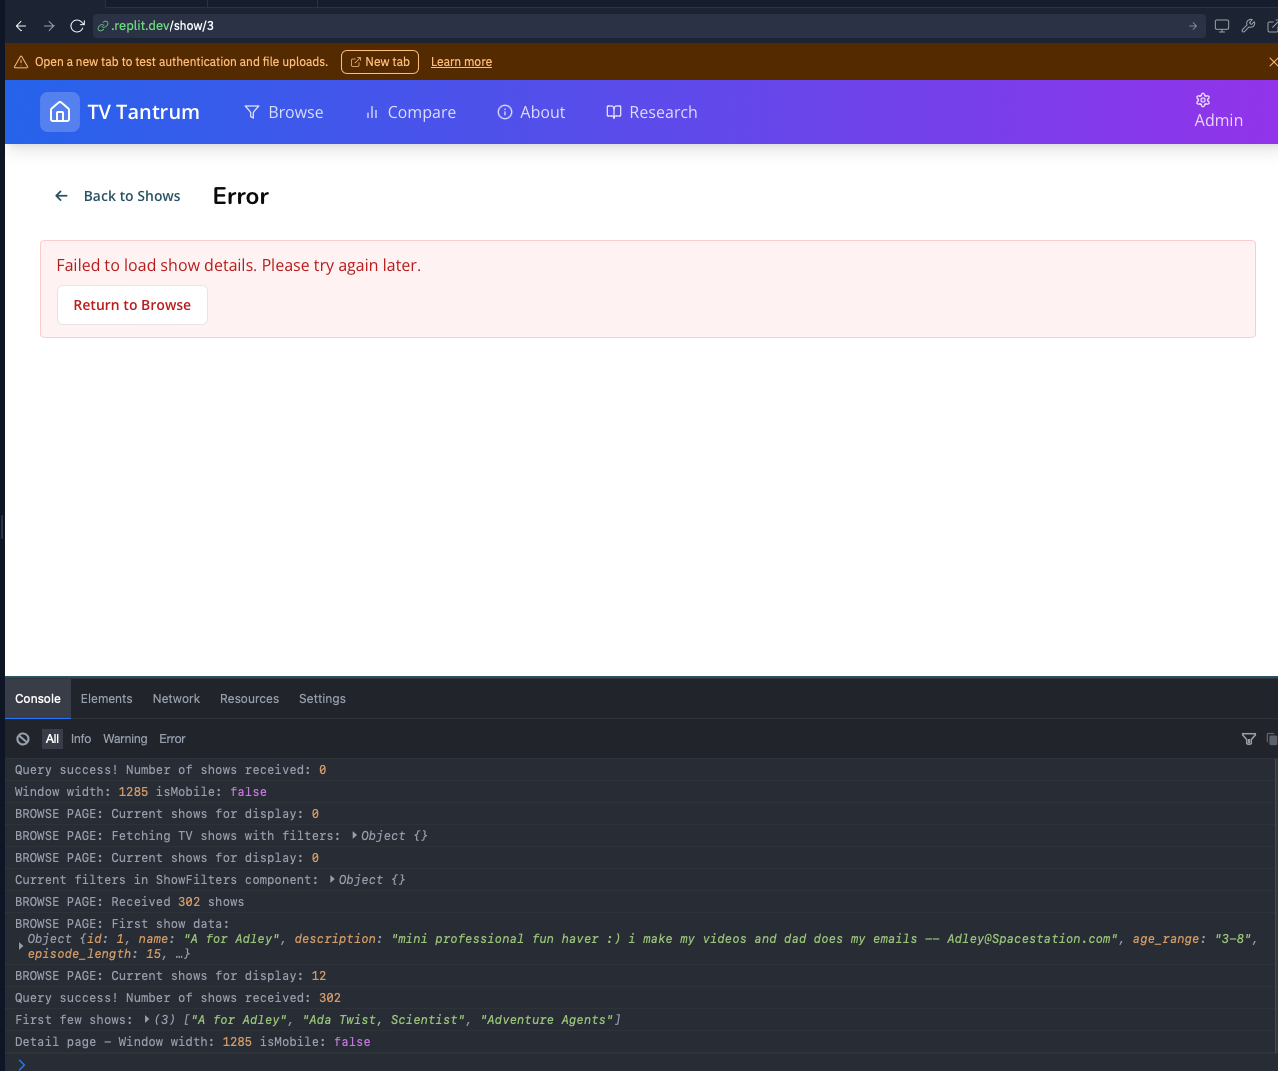 .replit.dev/show/3
Open a new tab to test authentication and file uploads. New tab Learn more
TV Tantrum Browse Compare About Research Admin
Back to Shows Error
Failed to load show details. Please try again later.
Return to Browse
Console Elements Network Resources Settings
All Info Warning Error
Query success! Number of shows received: 0
Window width: 1285 isMobile: false
BROWSE PAGE: Current shows for display: 0
BROWSE PAGE: Fetching TV shows with filters: Object {}
BROWSE PAGE: Current shows for display: 0
Current filters in ShowFilters component: Object {}
BROWSE PAGE: Received 302 shows
BROWSE PAGE: First show data:
Object {id: 1, name: "A for Adley", description: "mini professional fun haver :) i make my videos and dad does my emails -- Adley@Spacestation.com", age_range: "3-8",
episode_length: 15, …}
BROWSE PAGE: Current shows for display: 12
Query success! Number of shows received: 302
First few shows: (3) ["A for Adley", "Ada Twist, Scientist", "Adventure Agents"]
Detail page - Window width: 1285 isMobile: false